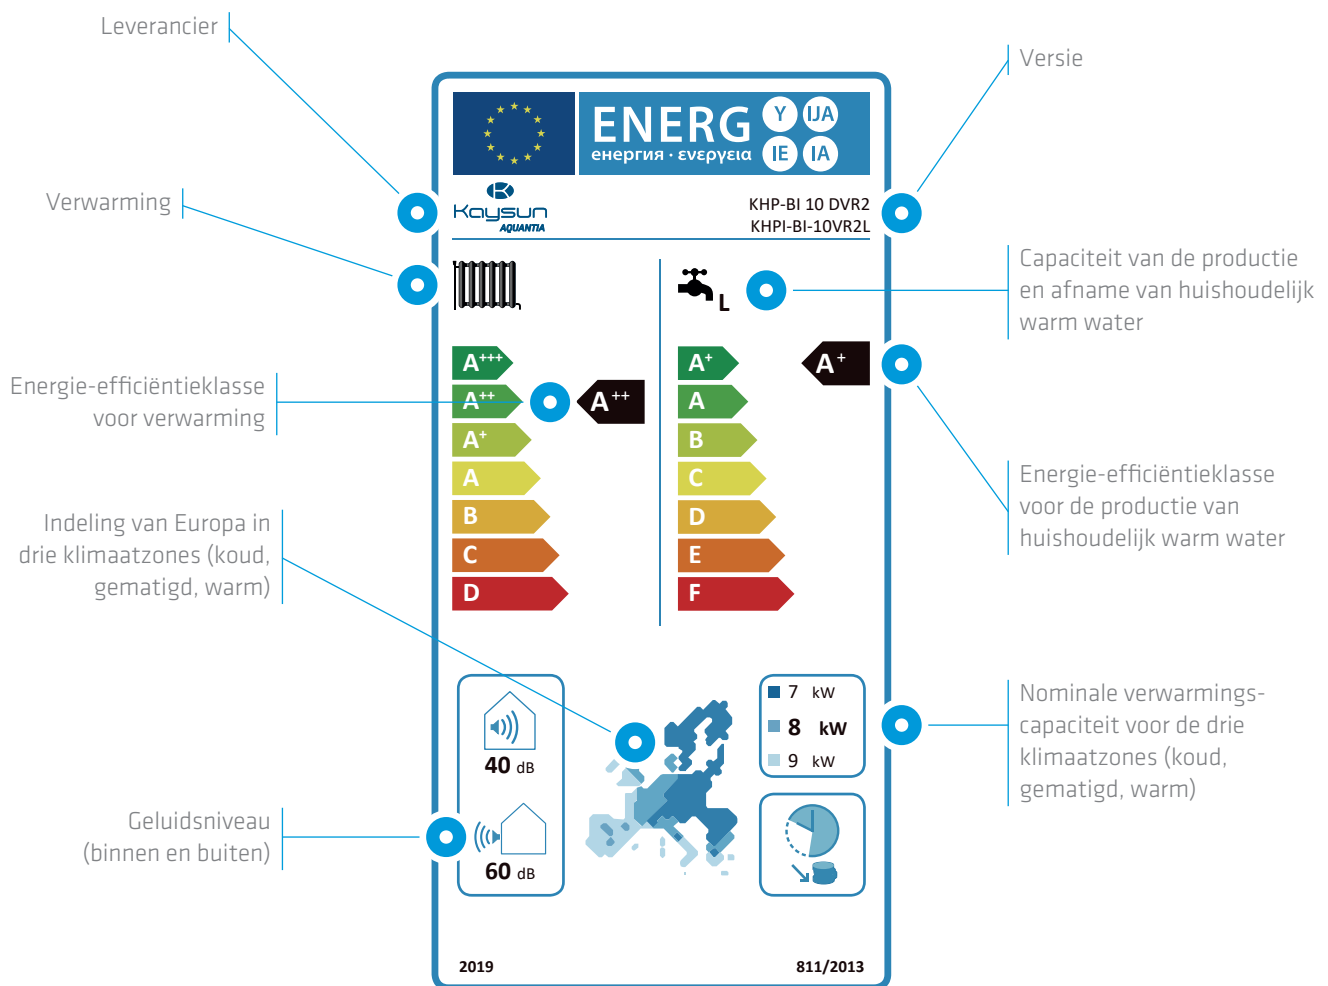 Leverancier
Versie
ENERG
енергия · ενεργεια
Y IJA
IE IA
Verwarming
Kaysun
AQUANTIA
KHP-BI 10 DVR2
KHPI-BI-10VR2L
L
Capaciteit van de productie
en afname van huishoudelijk
warm water
Energie-efficiëntieklasse
voor verwarming
A+++
A++
A+
A
B
C
D
A++
A+
A
B
C
D
E
F
A+
Energie-efficiëntieklasse
voor de productie van
huishoudelijk warm water
Indeling van Europa in
drie klimaatzones (koud,
gematigd, warm)
40 dB
60 dB
7 kW
8 kW
9 kW
Nominale verwarmings-
capaciteit voor de drie
klimaatzones (koud,
gematigd, warm)
Geluidsniveau
(binnen en buiten)
2019
811/2013